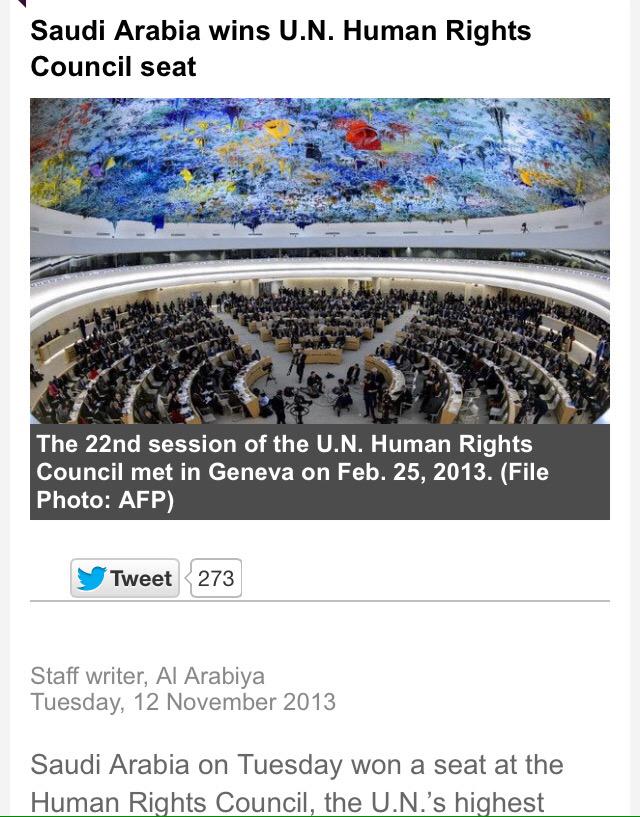 Saudi Arabia wins U.N. Human Rights
Council seat
The 22nd session of the U.N. Human Rights
Council met in Geneva on Feb. 25, 2013. (File
Photo: AFP)
Tweet 273
Staff writer, Al Arabiya
Tuesday, 12 November 2013
Saudi Arabia on Tuesday won a seat at the
Human Rights Council, the U.N.’s highest